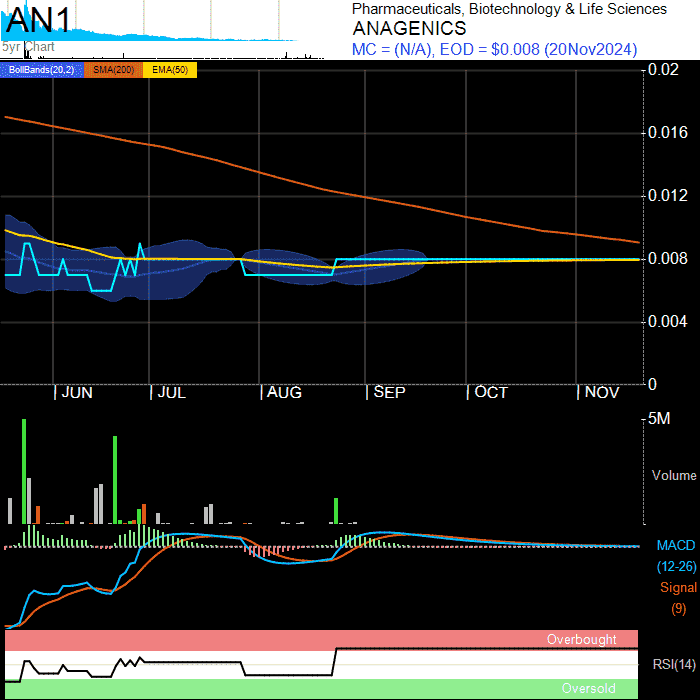 AN1
5yr Chart
Pharmaceuticals, Biotechnology & Life Sciences
ANAGENICS
MC = (N/A), EOD = $0.008 (20Nov2024)
BollBands(20,2) SMA(200) EMA(50)
0.02
0.016
0.012
0.008
0.004
0
JUN JUL AUG SEP OCT NOV
5M
Volume
MACD
(12-26)
Signal
(9)
Overbought
RSI(14)
Oversold